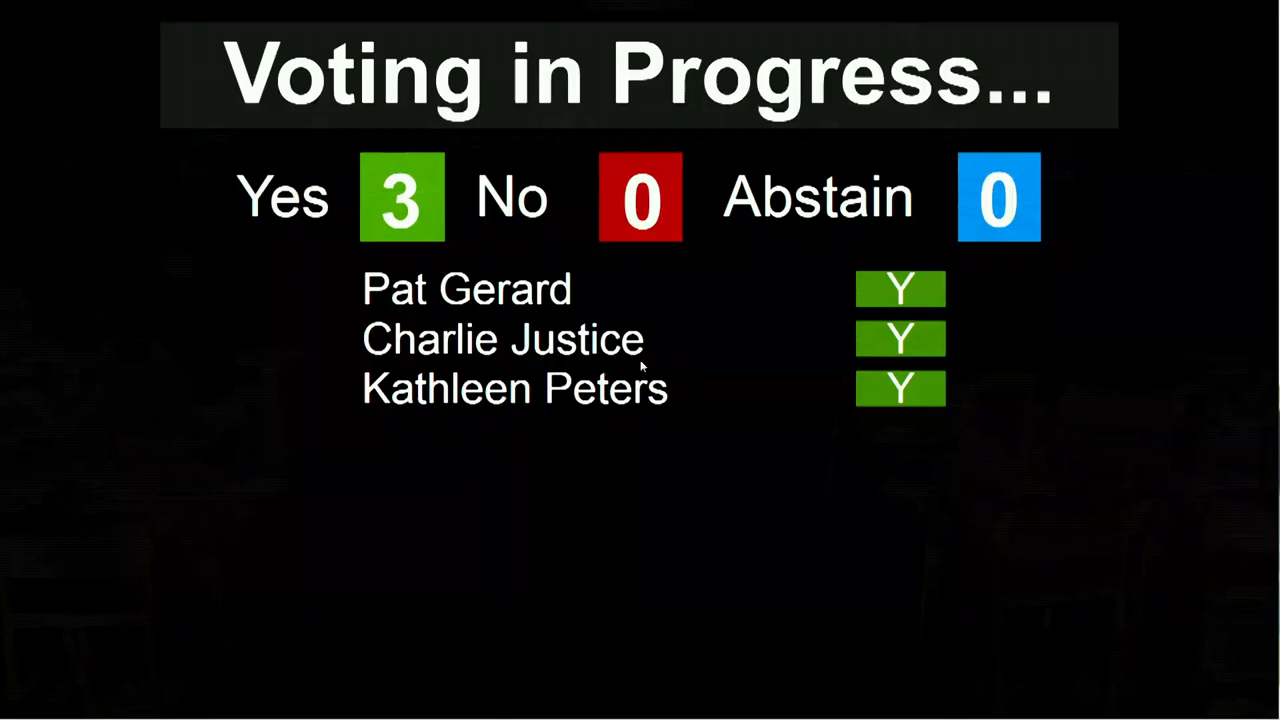 Voting in Progress...
Yes 3 No 0 Abstain 0
Pat Gerard Y
Charlie Justice Y
Kathleen Peters Y